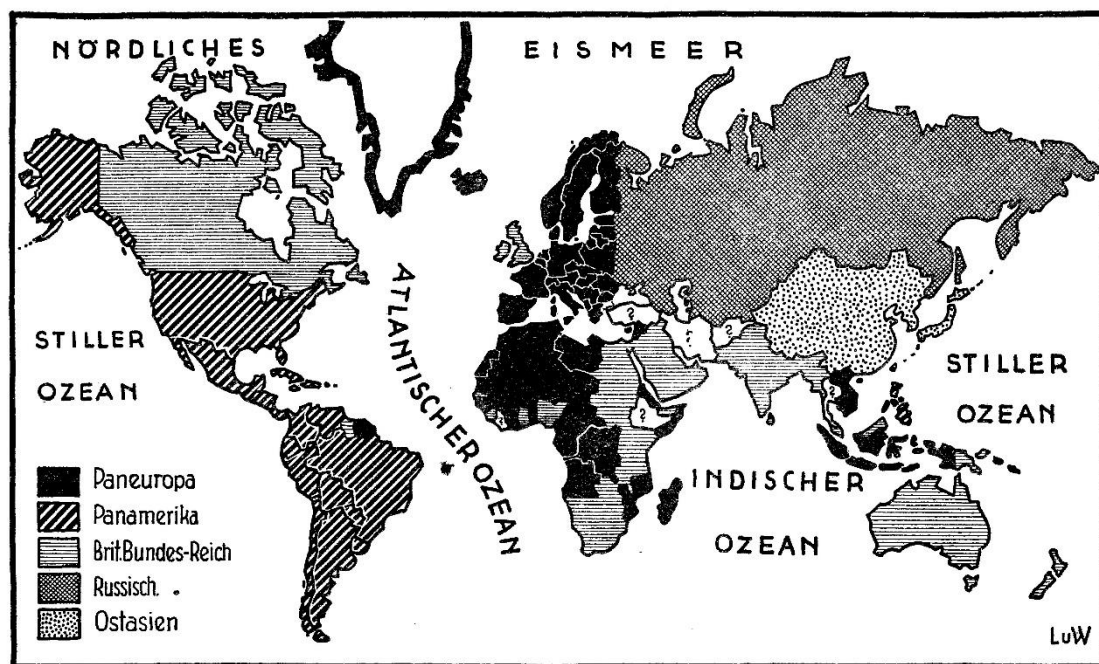 NÖRDLICHES EISMEER
STILLER
OZEAN
ATLANTISCHER OZEAN
STILLER
OZEAN
INDISCHER
OZEAN
?
?
?
?
?
?
Paneuropa
Panamerika
Brit.Bundes-Reich
Russisch.
Ostasien
LuW